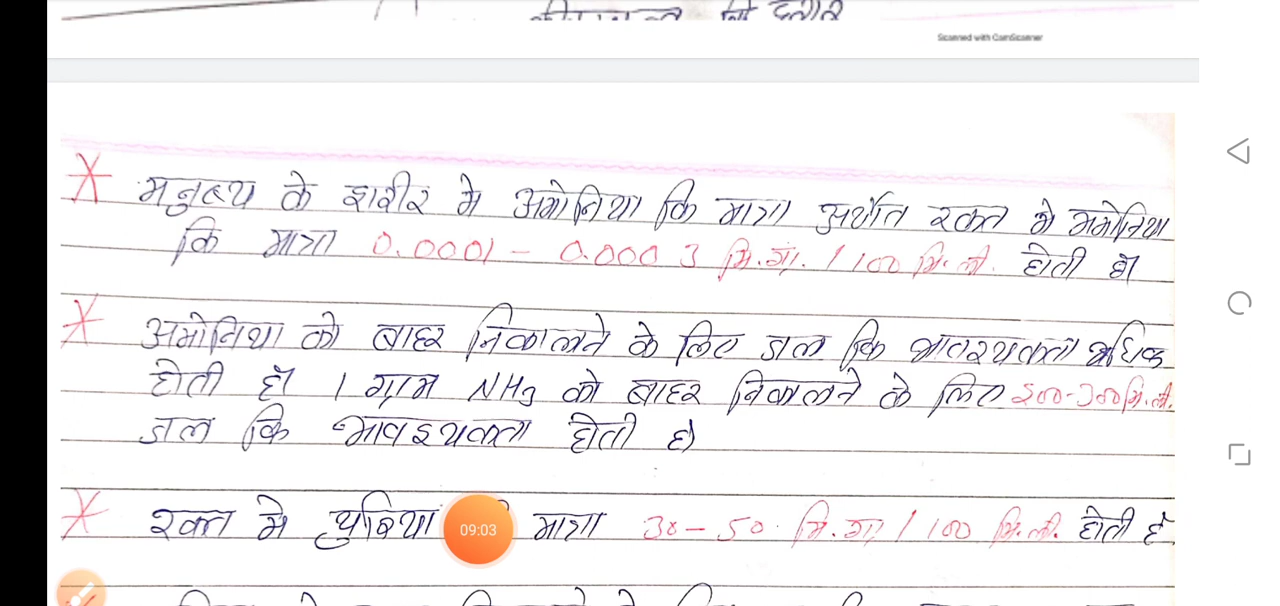 Scanned with CamScanner
मनुष्य के शरीर मे अमोनिया कि मात्रा अर्थात रक्त मे अमोनिया
कि मात्रा 0.0001 - 0.0003 मि.ग्रा. / 100 मि.ली. होती है
अमोनिया को बाहर निकालने के लिए जल कि आवश्यकता अधिक
होती है 1 ग्राम NH3 को बाहर निकालने के लिए 200-300 मि.ली.
जल कि आवश्यकता होती है
रक्त मे युरिया मात्रा 30 - 50 मि.ग्रा / 100 मि.ली. होती है
09:03